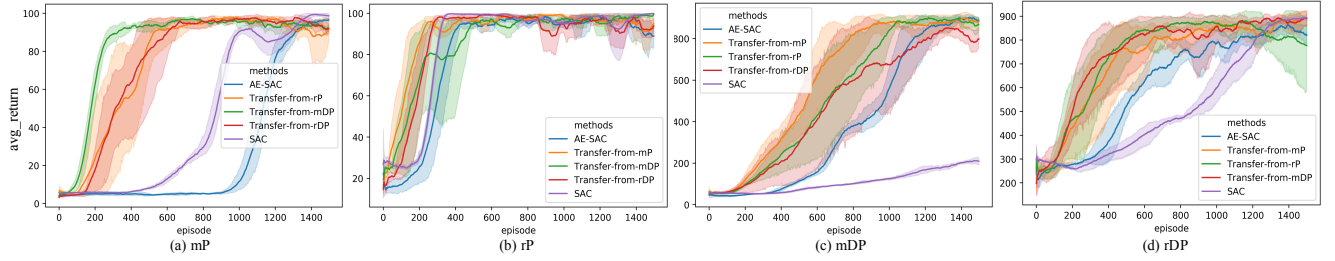 avg_return
100
80
60
40
20
0
methods
AE-SAC
Transfer-from-rP
Transfer-from-mDP
Transfer-from-rDP
SAC
0 200 400 600 800 1000 1200 1400
episode
(a) mP
100
80
60
40
20
methods
AE-SAC
Transfer-from-mP
Transfer-from-mDP
Transfer-from-rDP
SAC
0 200 400 600 800 1000 1200 1400
episode
(b) rP
800
600
400
200
0
methods
AE-SAC
Transfer-from-mP
Transfer-from-rP
Transfer-from-rDP
SAC
0 200 400 600 800 1000 1200 1400
episode
(c) mDP
900
800
700
600
500
400
300
200
methods
AE-SAC
Transfer-from-mP
Transfer-from-rP
Transfer-from-mDP
SAC
0 200 400 600 800 1000 1200 1400
episode
(d) rDP